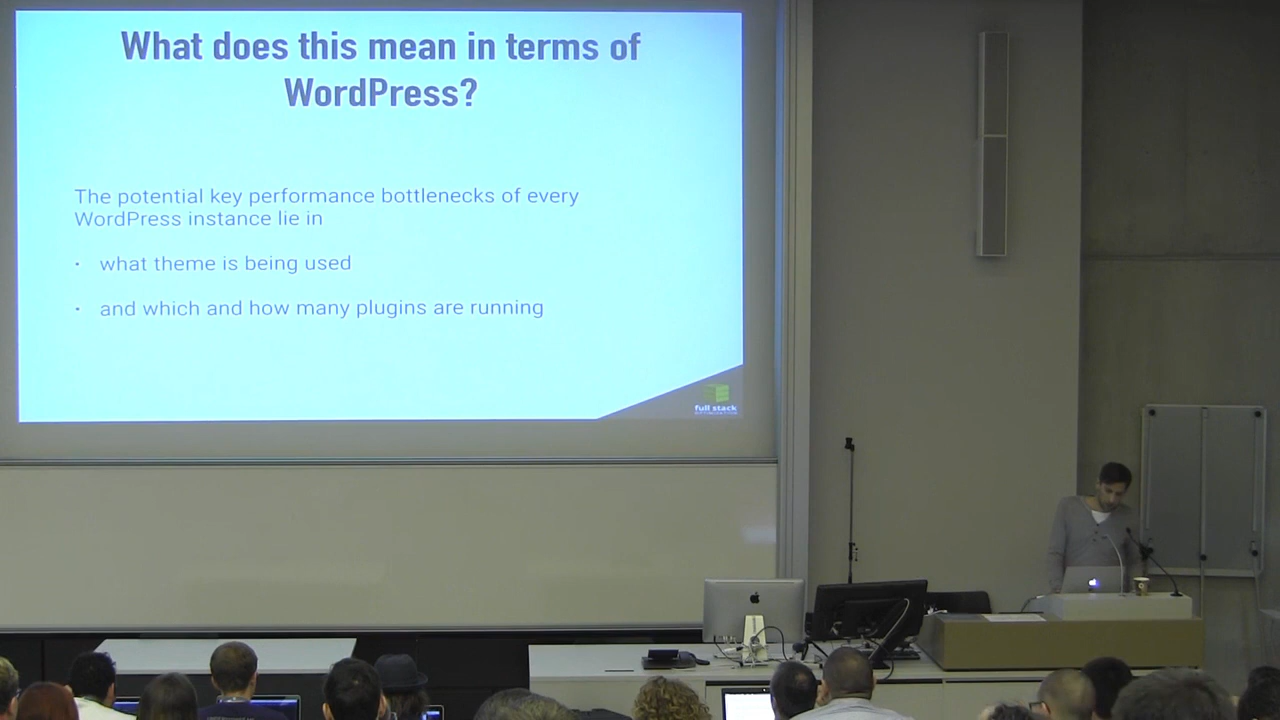 What does this mean in terms of
WordPress?
The potential key performance bottlenecks of every
WordPress instance lie in
• what theme is being used
• and which and how many plugins are running
full stack